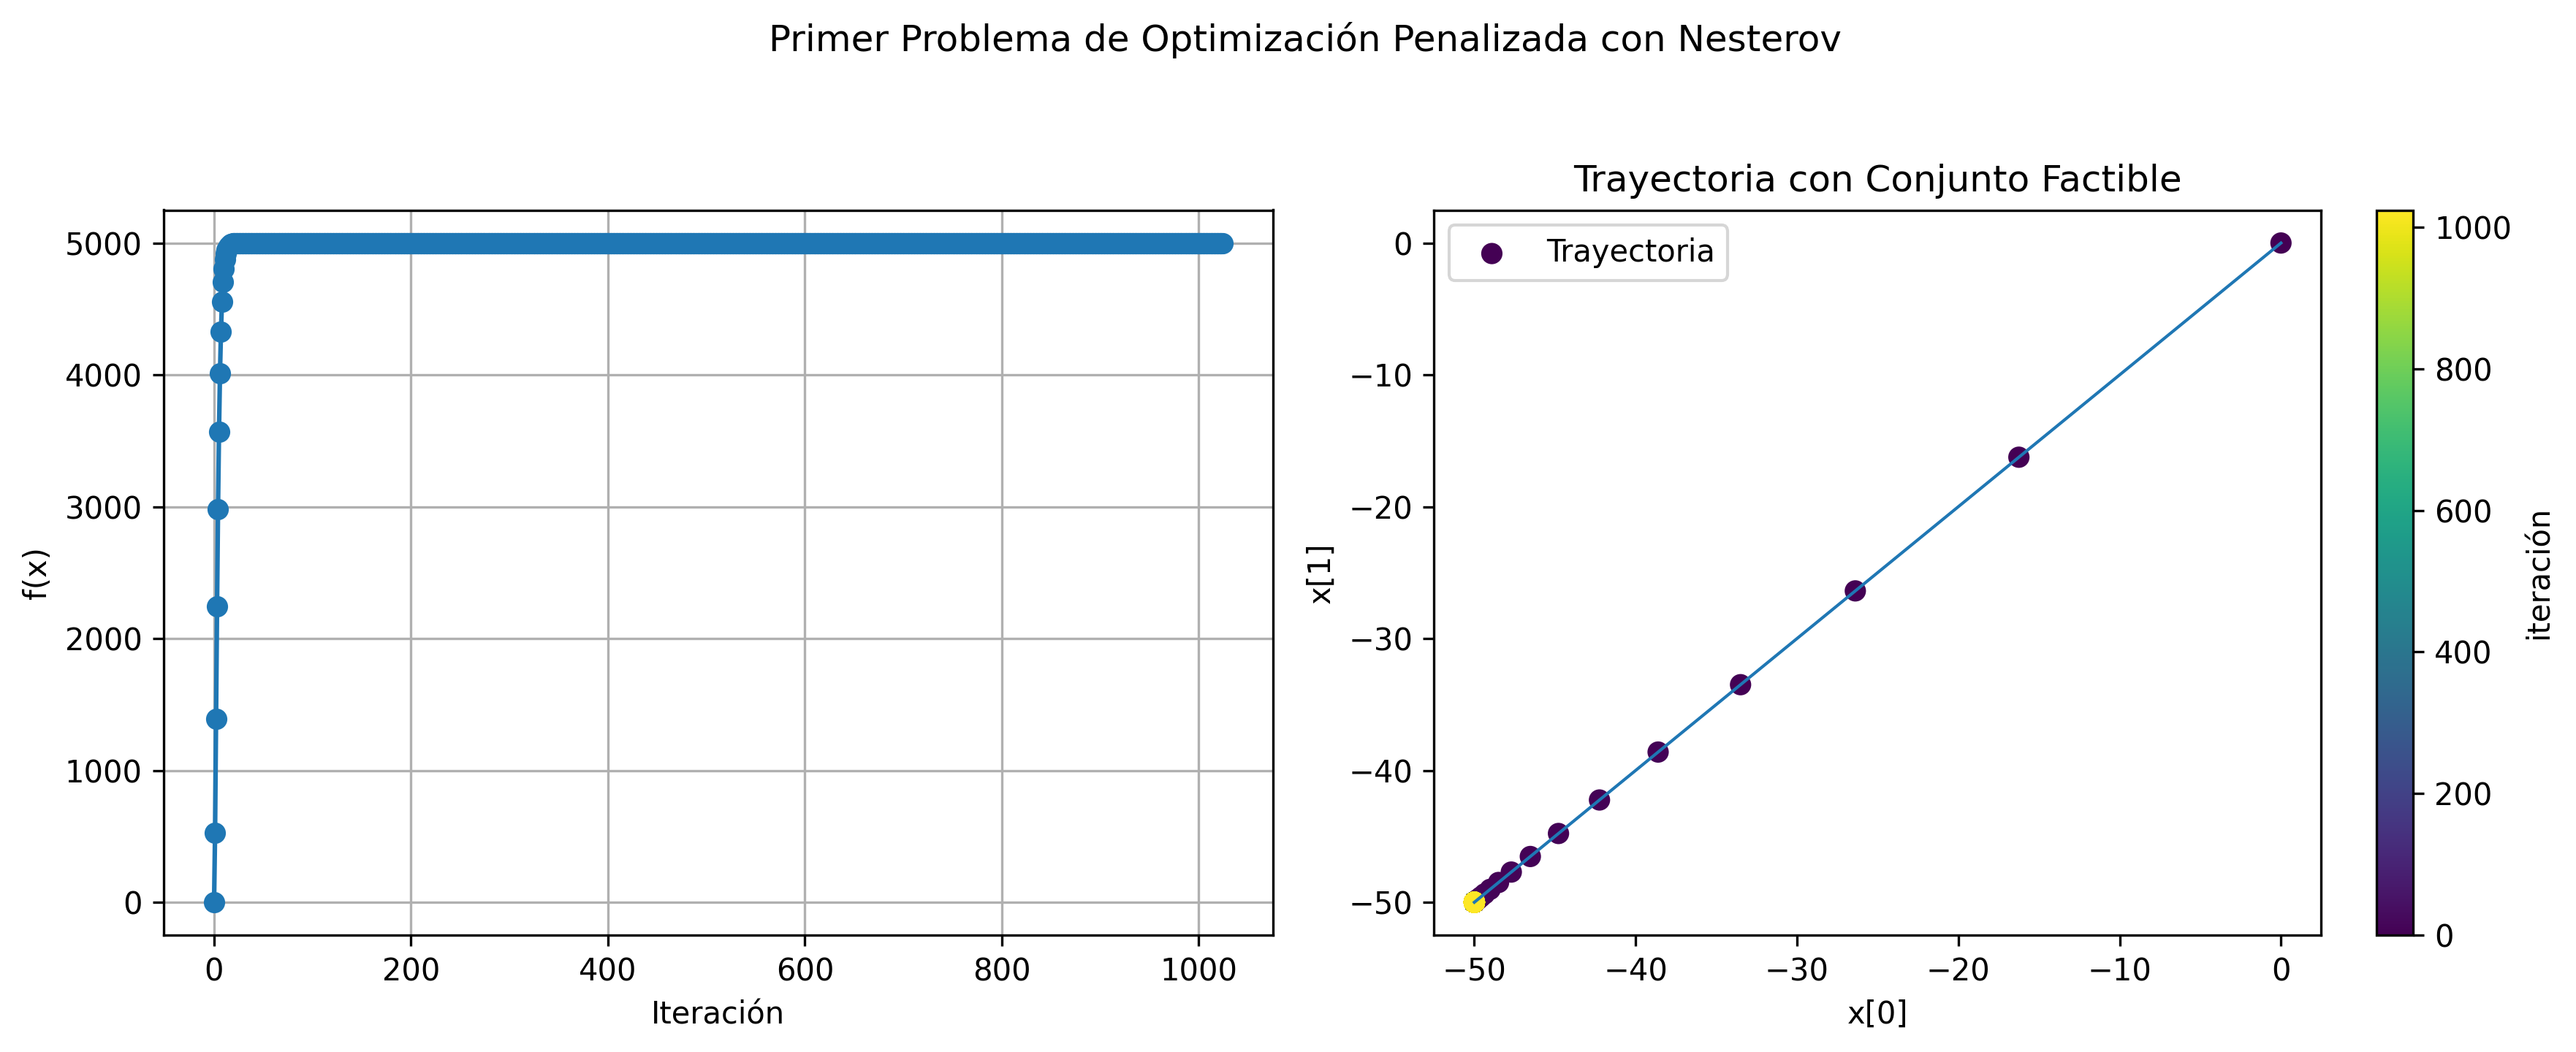 Primer Problema de Optimización Penalizada con Nesterov
5000
4000
3000
2000
1000
0
f(x)
0 200 400 600 800 1000
Iteración
Trayectoria con Conjunto Factible
Trayectoria
0
−10
−20
−30
−40
−50
x[1]
−50 −40 −30 −20 −10 0
x[0]
1000
800
600
400
200
0
iteración